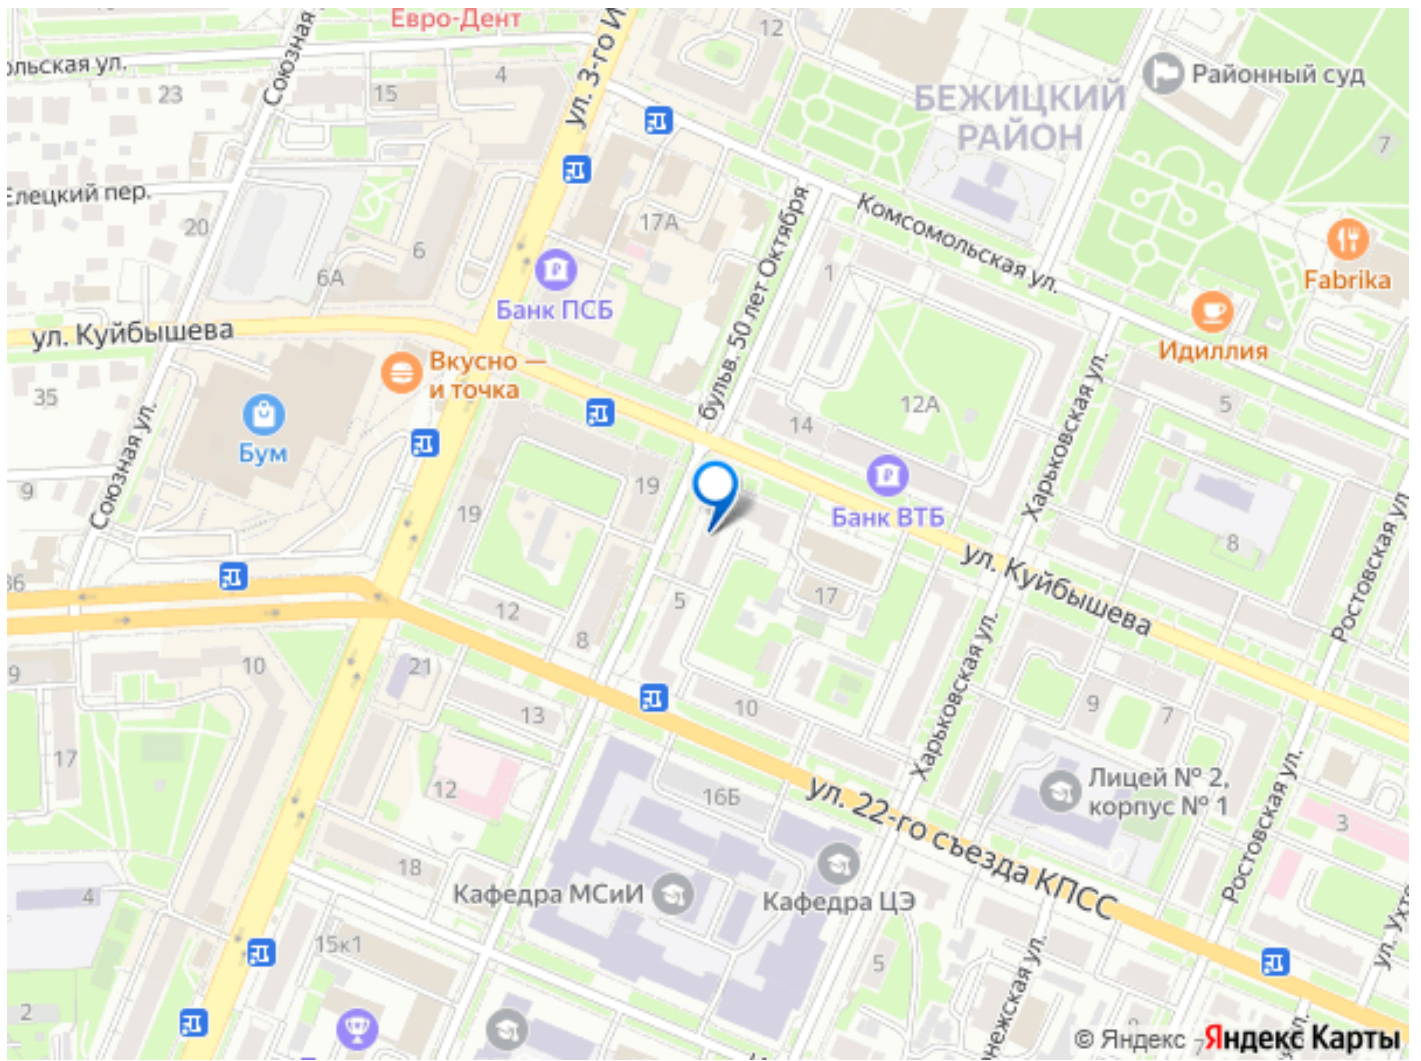 Евро-Дент
ольская ул.
Союзная
ул. 3-го И
12
4
15
23
Районный суд
БЕЖИЦКИЙ
РАЙОН
7
Елецкий пер.
20
17А
Комсомольская ул.
6
6А
1
Fabrika
Банк ПСБ
бульв. 50 лет Октября
ул. Куйбышева
Идиллия
Вкусно —
и точка
35
Харьковская ул.
5
12А
14
Бум
Союзная ул.
9
19
19
Банк ВТБ
ул. Куйбышева
8
Ростовская ул.
36
12
5
17
8
Харьковская ул.
9
10
21
13
10
9
7
17
12
16Б
Лицей № 2,
корпус № 1
3
ул. 22-го съезда КПСС
Ростовская ул.
18
4
Кафедра МСиИ
Кафедра ЦЭ
15к1
5
ул. Ухто
нежская ул.
2
© Яндекс
Яндекс Карты